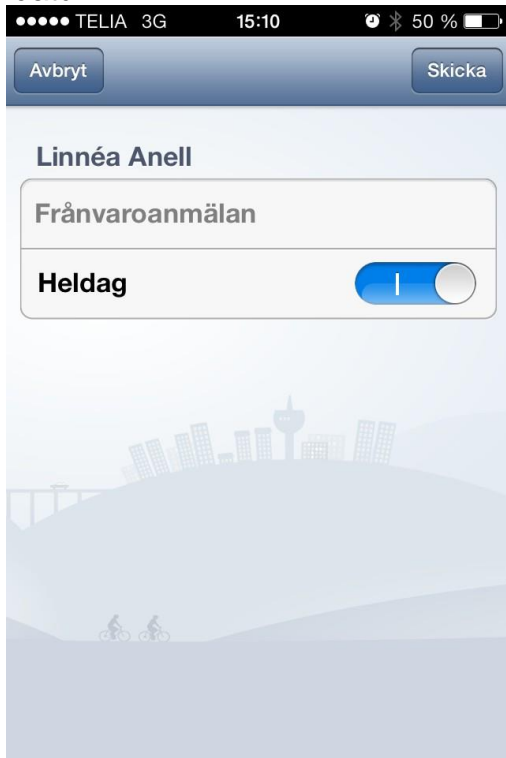 TELIA 3G 15:10 50 %
Avbryt Skicka
Linnéa Anell
Frånvaroanmälan
Heldag